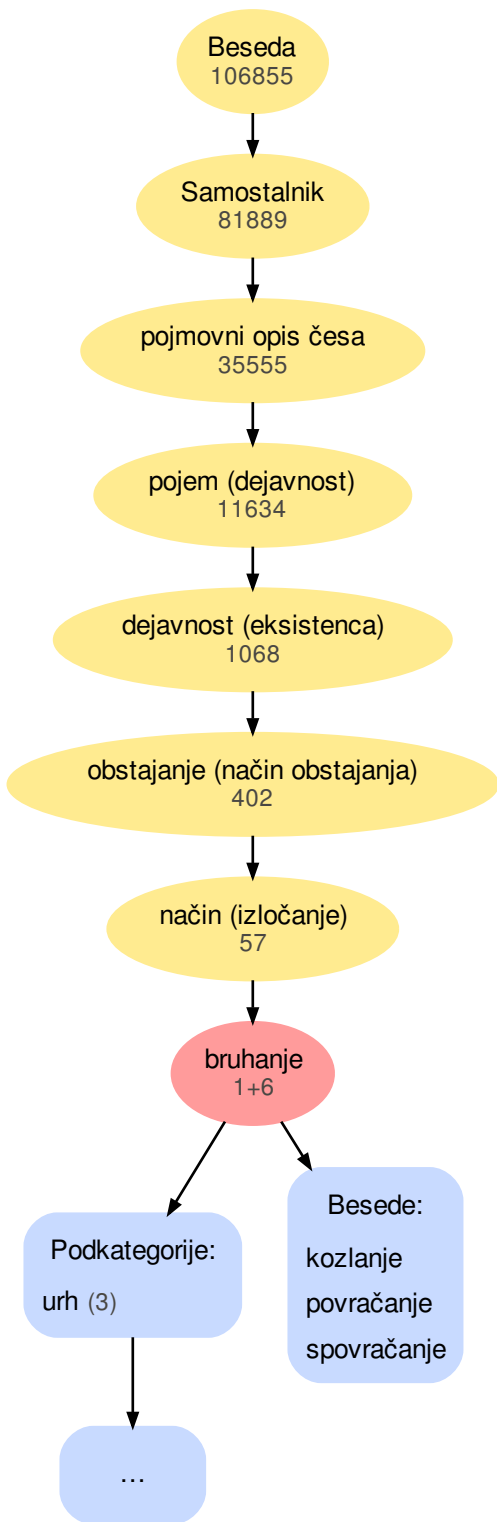 Beseda
106855
Samostalnik
81889
pojmovni opis česa
35555
pojem (dejavnost)
11634
dejavnost (eksistenca)
1068
obstajanje (način obstajanja)
402
način (izločanje)
57
bruhanje
1+6
Podkategorije:
urh (3)
Besede:
kozlanje
povračanje
spovračanje
...